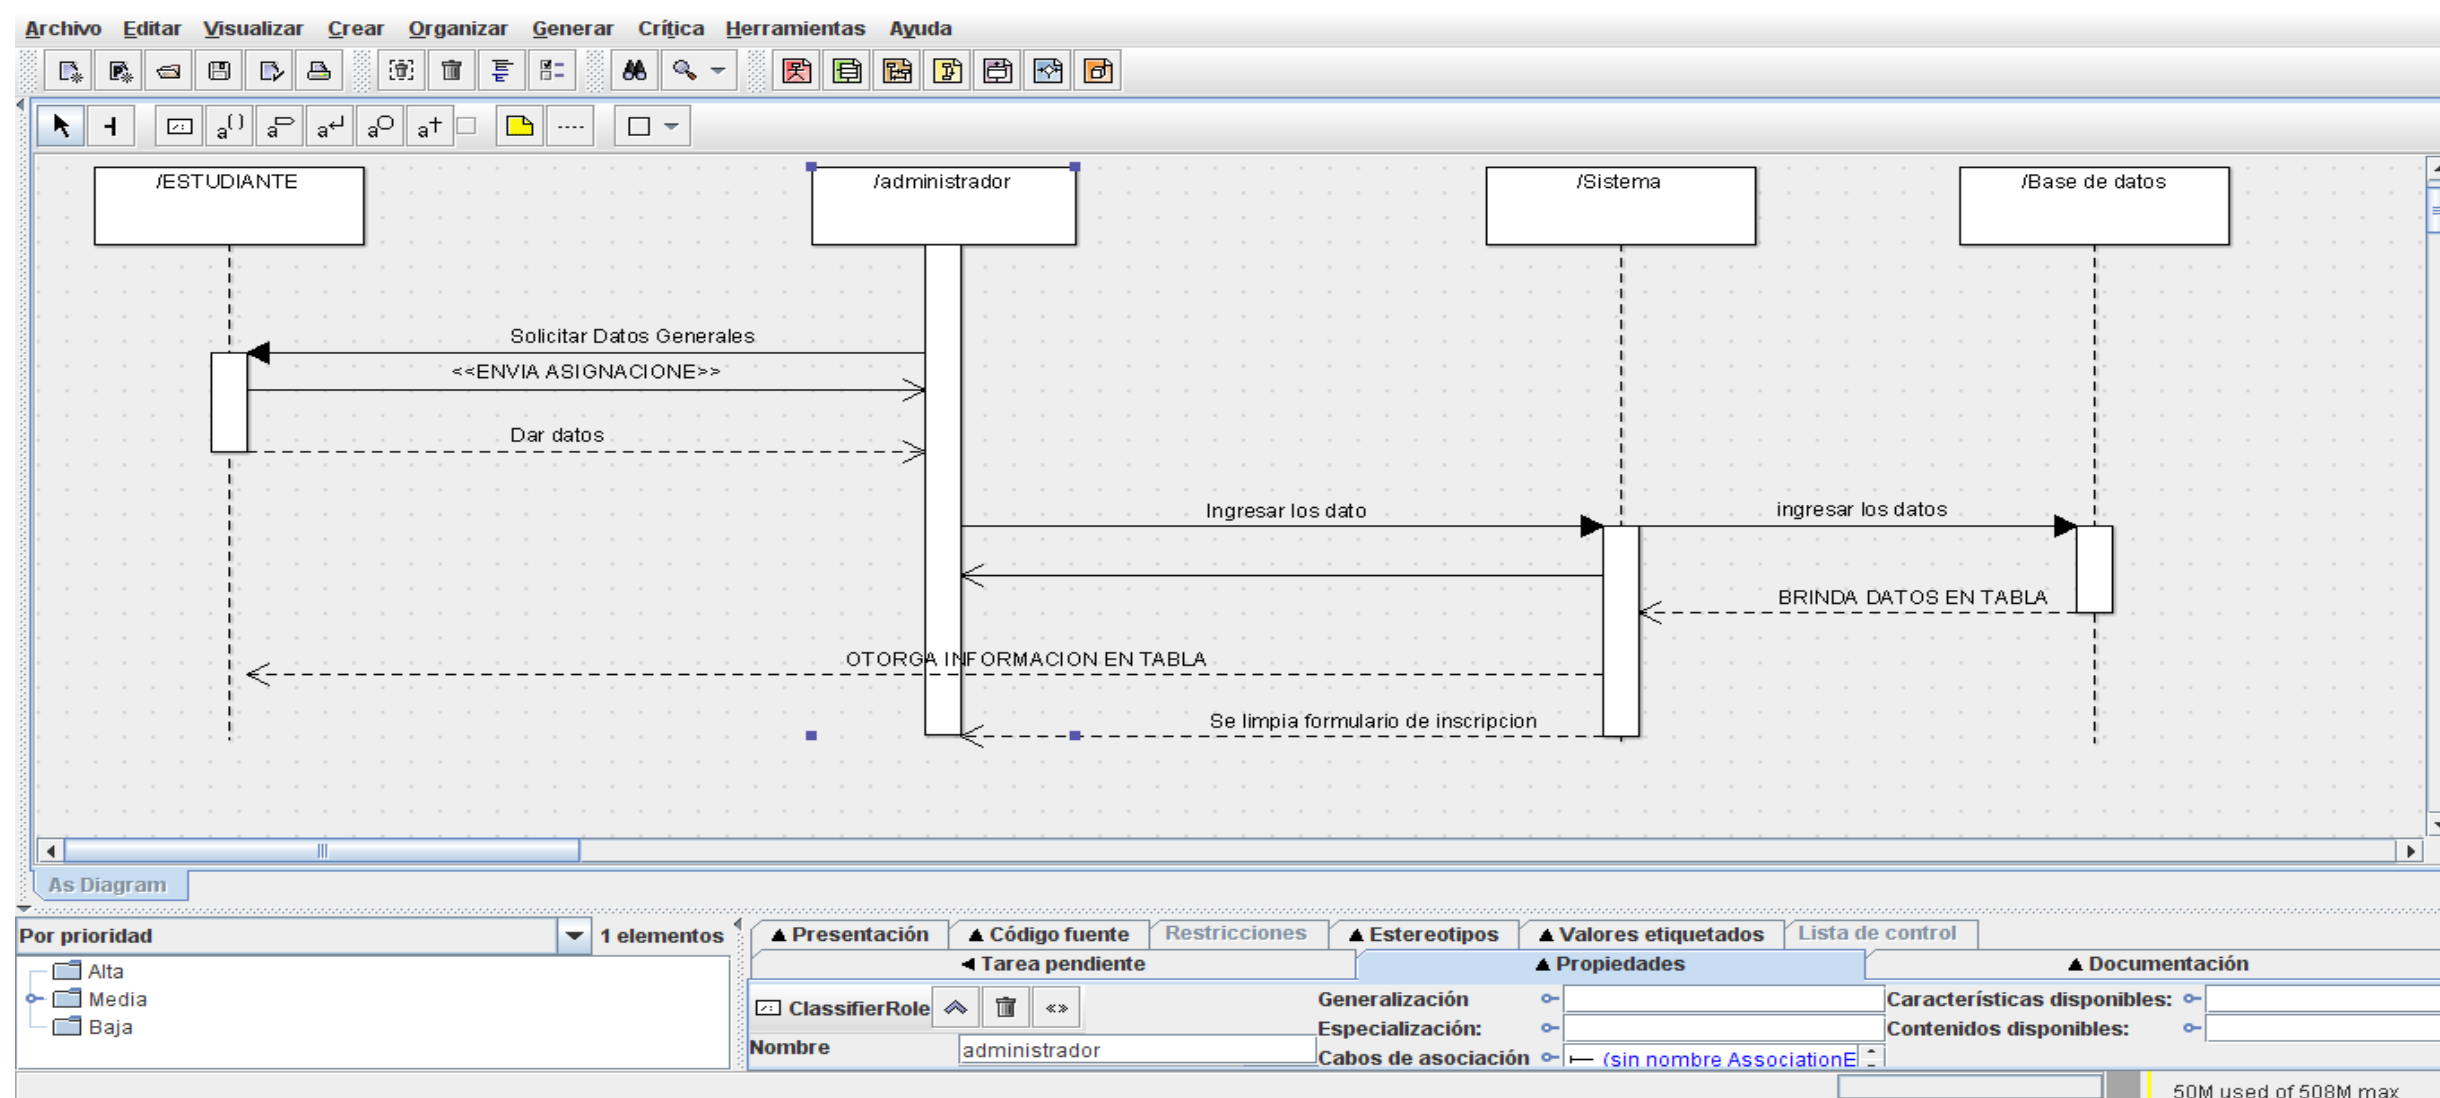 Archivo Editar Visualizar Crear Organizar Generar Crítica Herramientas Ayuda
/ESTUDIANTE
/administrador
/Sistema
/Base de datos
Solicitar Datos Generales
<<ENVIA ASIGNACIONE>>
Dar datos
Ingresar los dato
ingresar los datos
BRINDA DATOS EN TABLA
OTORGA INFORMACION EN TABLA
Se limpia formulario de inscripcion
As Diagram
Por prioridad
1 elementos
Alta
Media
Baja
Presentación Código fuente Restricciones Estereotipos Valores etiquetados Lista de control
Tarea pendiente Propiedades Documentación
ClassifierRole
«»
Nombre
administrador
Generalización
Especialización:
Cabos de asociación
(sin nombre AssociationE
Características disponibles:
Contenidos disponibles:
50M used of 508M max